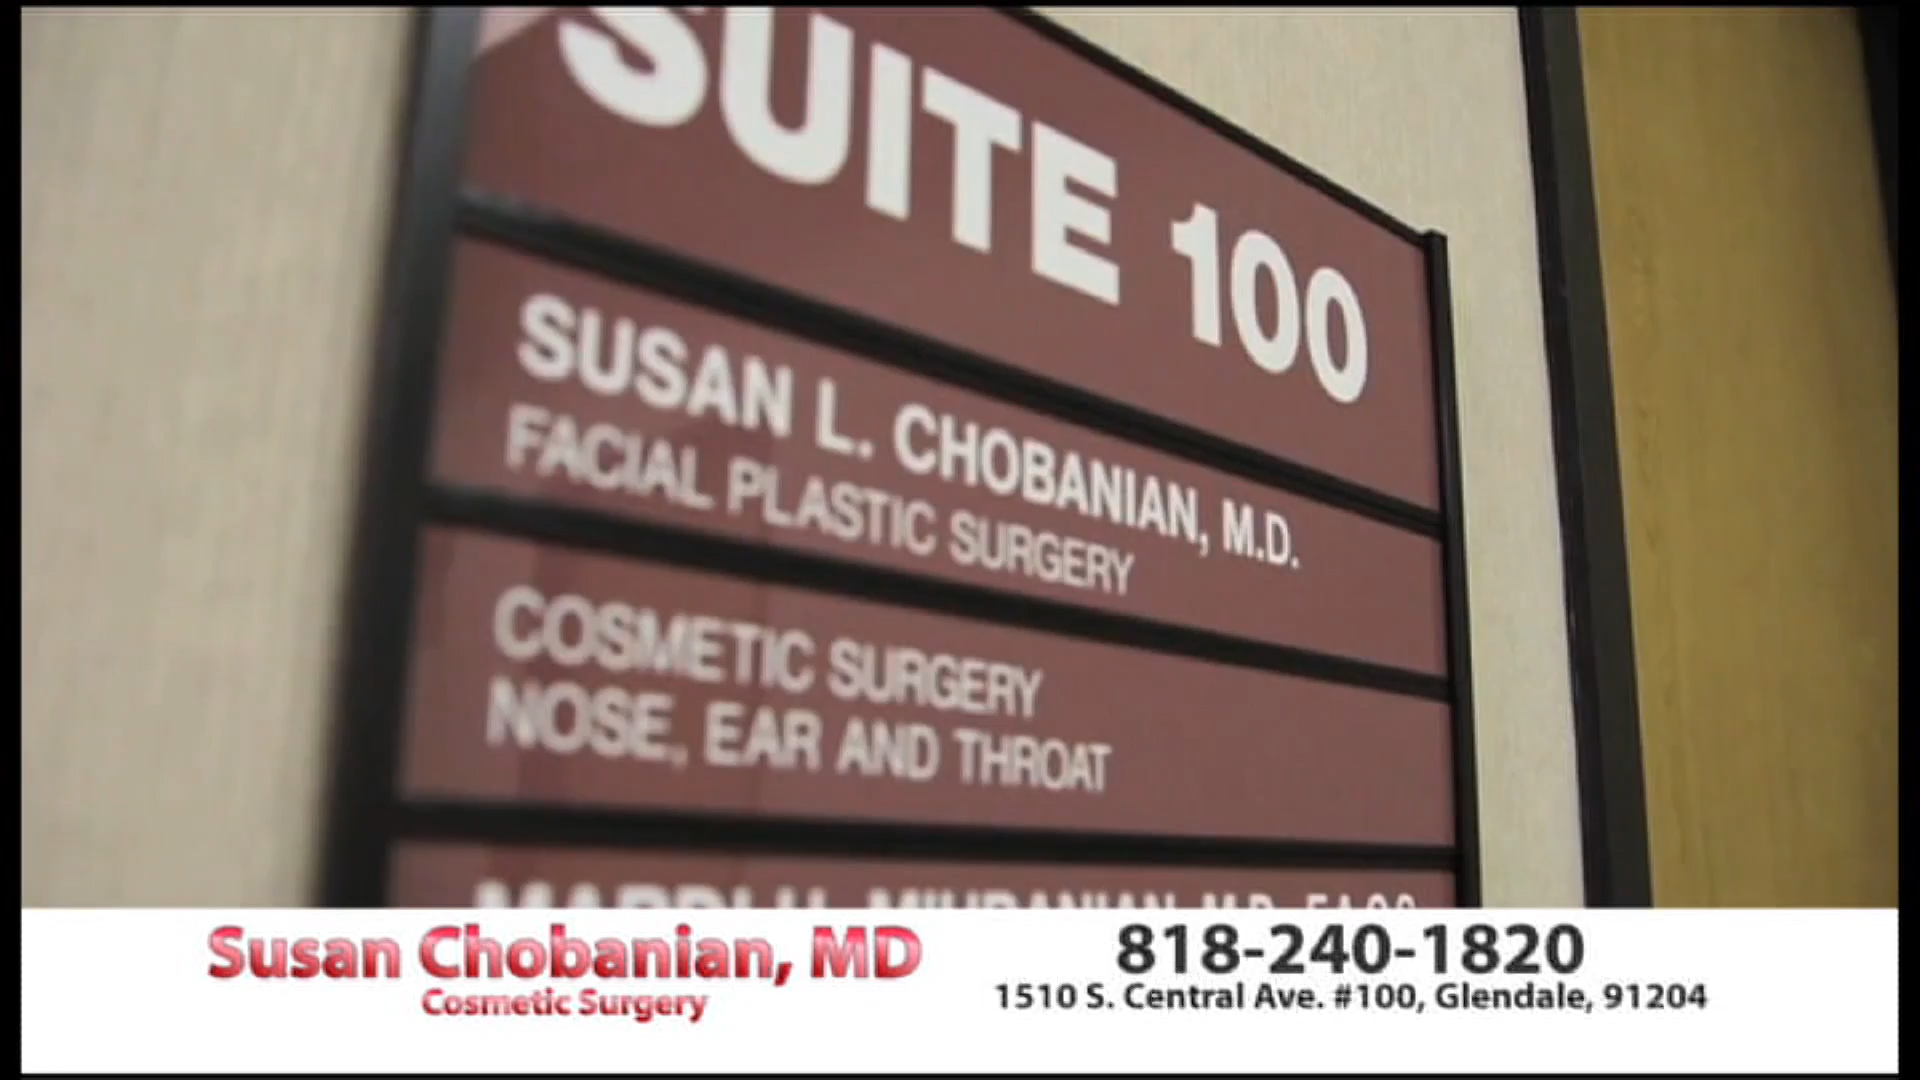 SUITE 100
SUSAN L. CHOBANIAN, M.D.
FACIAL PLASTIC SURGERY
COSMETIC SURGERY
NOSE, EAR AND THROAT
M.D.
Susan Chobanian, MD
Cosmetic Surgery
818-240-1820
1510 S. Central Ave. #100, Glendale, 91204